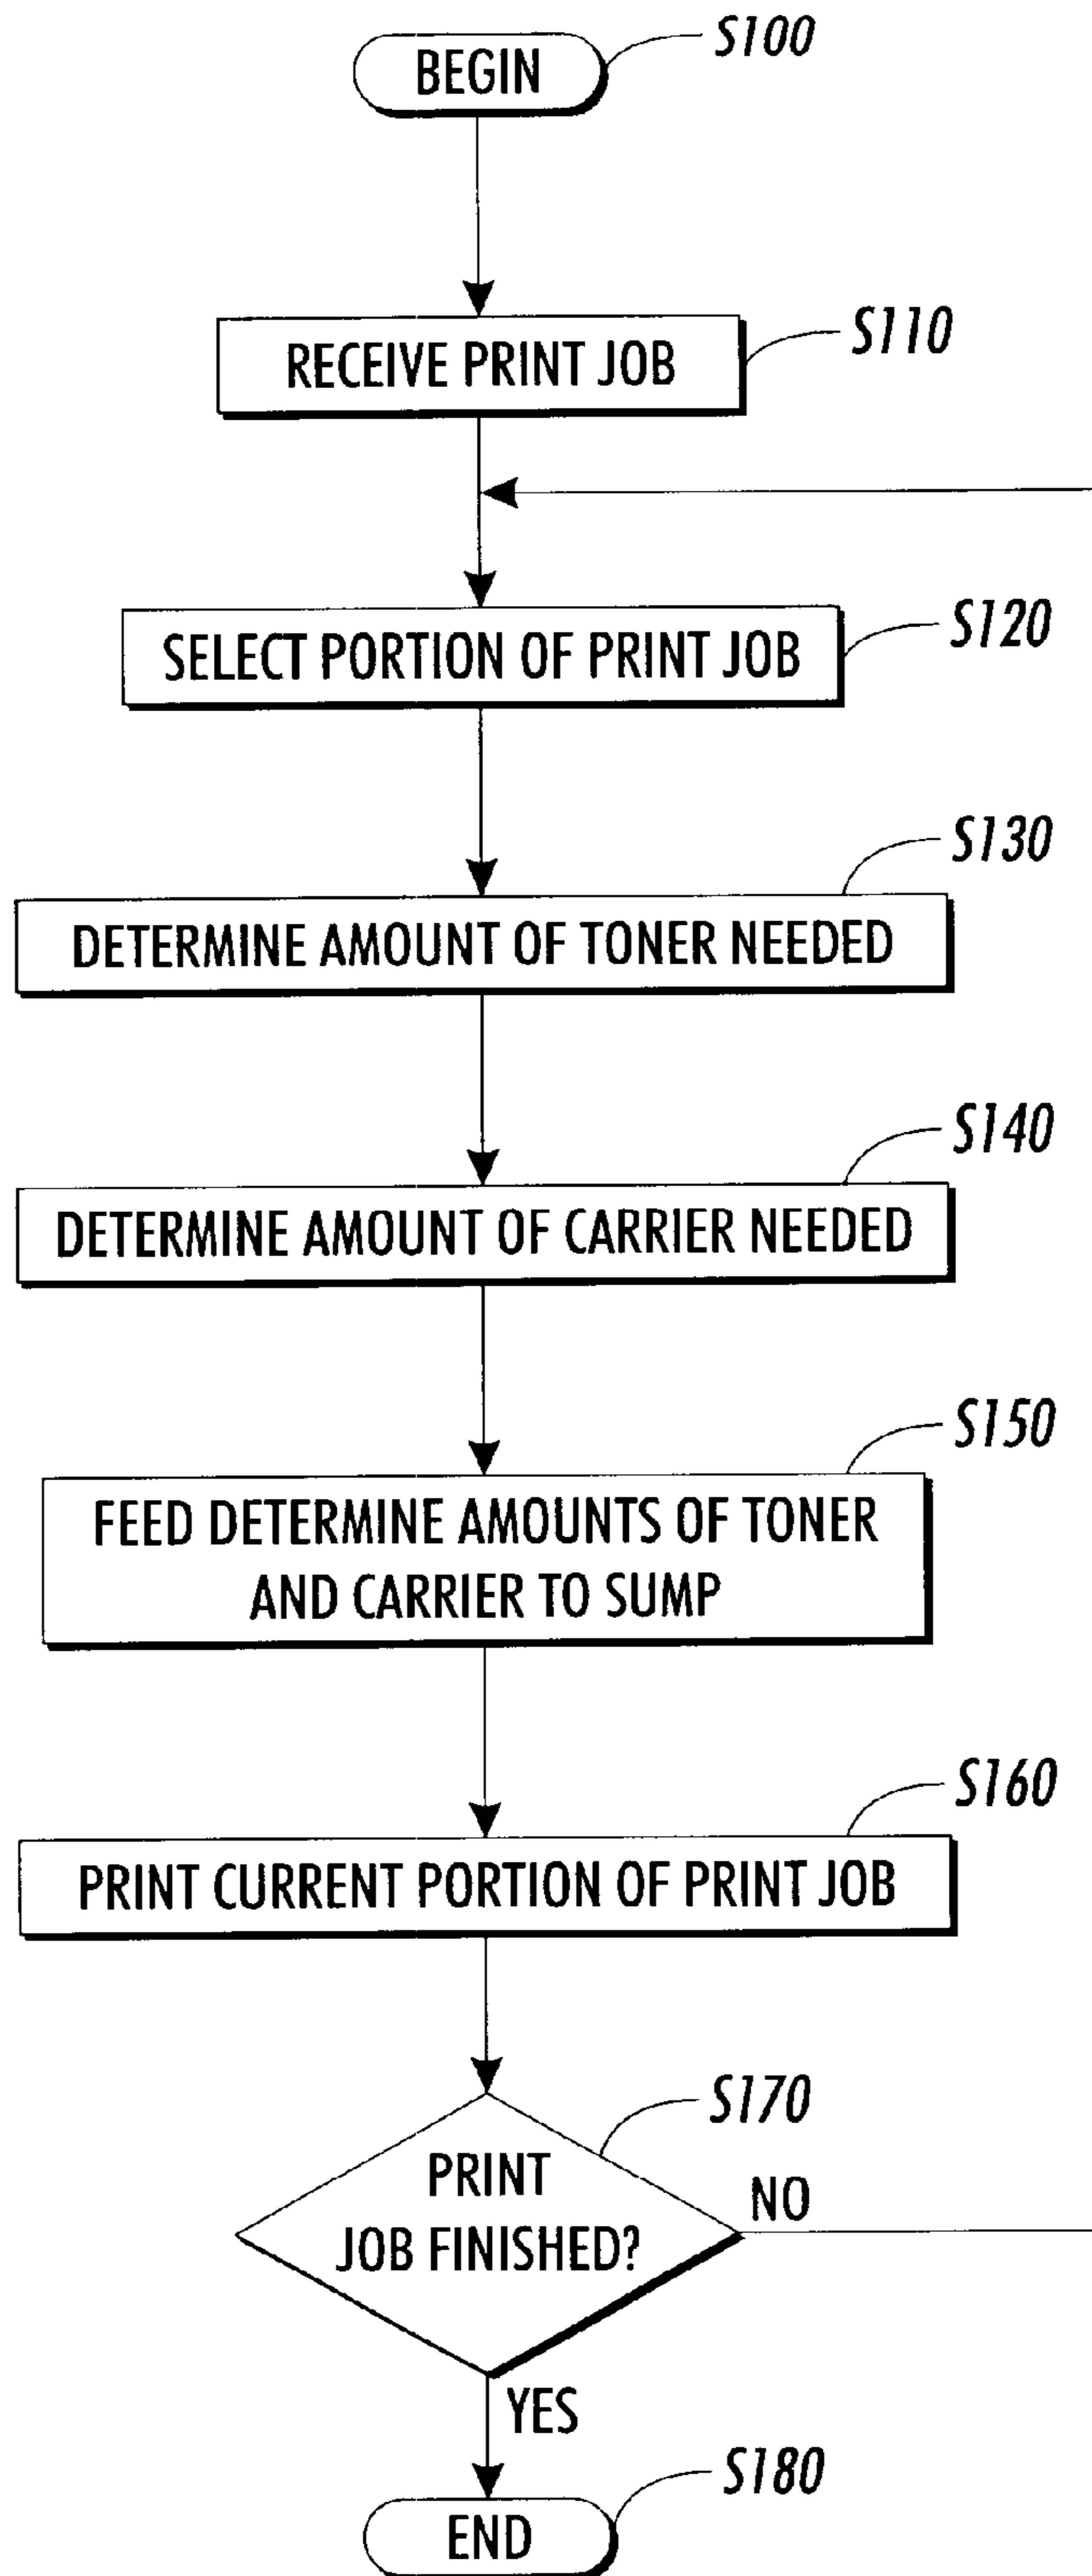 BEGIN
S100
RECEIVE PRINT JOB
S110
SELECT PORTION OF PRINT JOB
S120
S130
DETERMINE AMOUNT OF TONER NEEDED
S140
DETERMINE AMOUNT OF CARRIER NEEDED
S150
FEED DETERMINE AMOUNTS OF TONER
AND CARRIER TO SUMP
S160
PRINT CURRENT PORTION OF PRINT JOB
S170
PRINT
JOB FINISHED?
NO
YES
S180
END